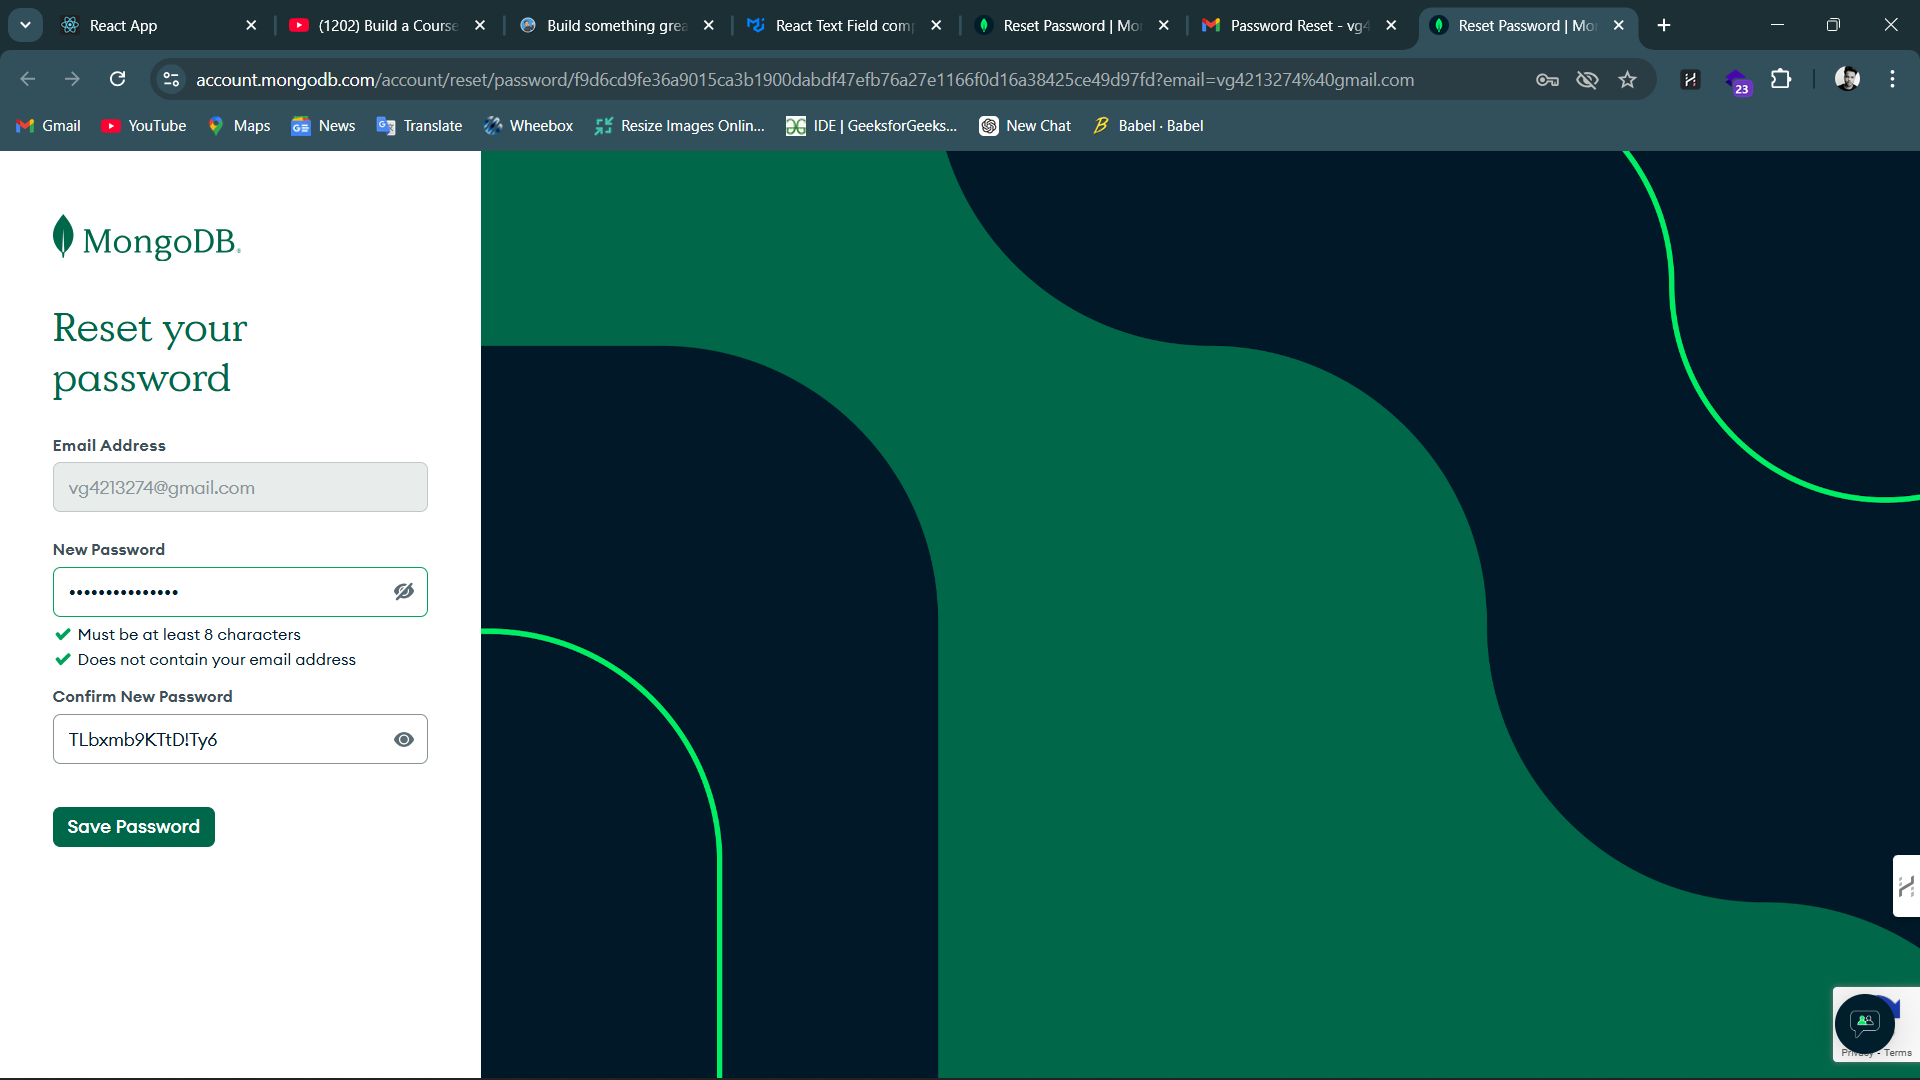 React App
(1202) Build a Course
Build something grea
React Text Field comp
Reset Password | Mo
Password Reset - vg4
Reset Password | Mo
account.mongodb.com/account/reset/password/f9d6cd9fe36a9015ca3b1900dabdf47efb76a27e1166f0d16a38425ce49d97fd?email=vg4213274%40gmail.com
23
Gmail
YouTube
Maps
News
Translate
Wheebox
Resize Images Onlin...
IDE | GeeksforGeeks...
New Chat
Babel · Babel
MongoDB
Reset your
password
Email Address
vg4213274@gmail.com
New Password
•••••••••••••••
Must be at least 8 characters
Does not contain your email address
Confirm New Password
TLbxmb9KTtD!Ty6
Save Password
Privacy - Terms